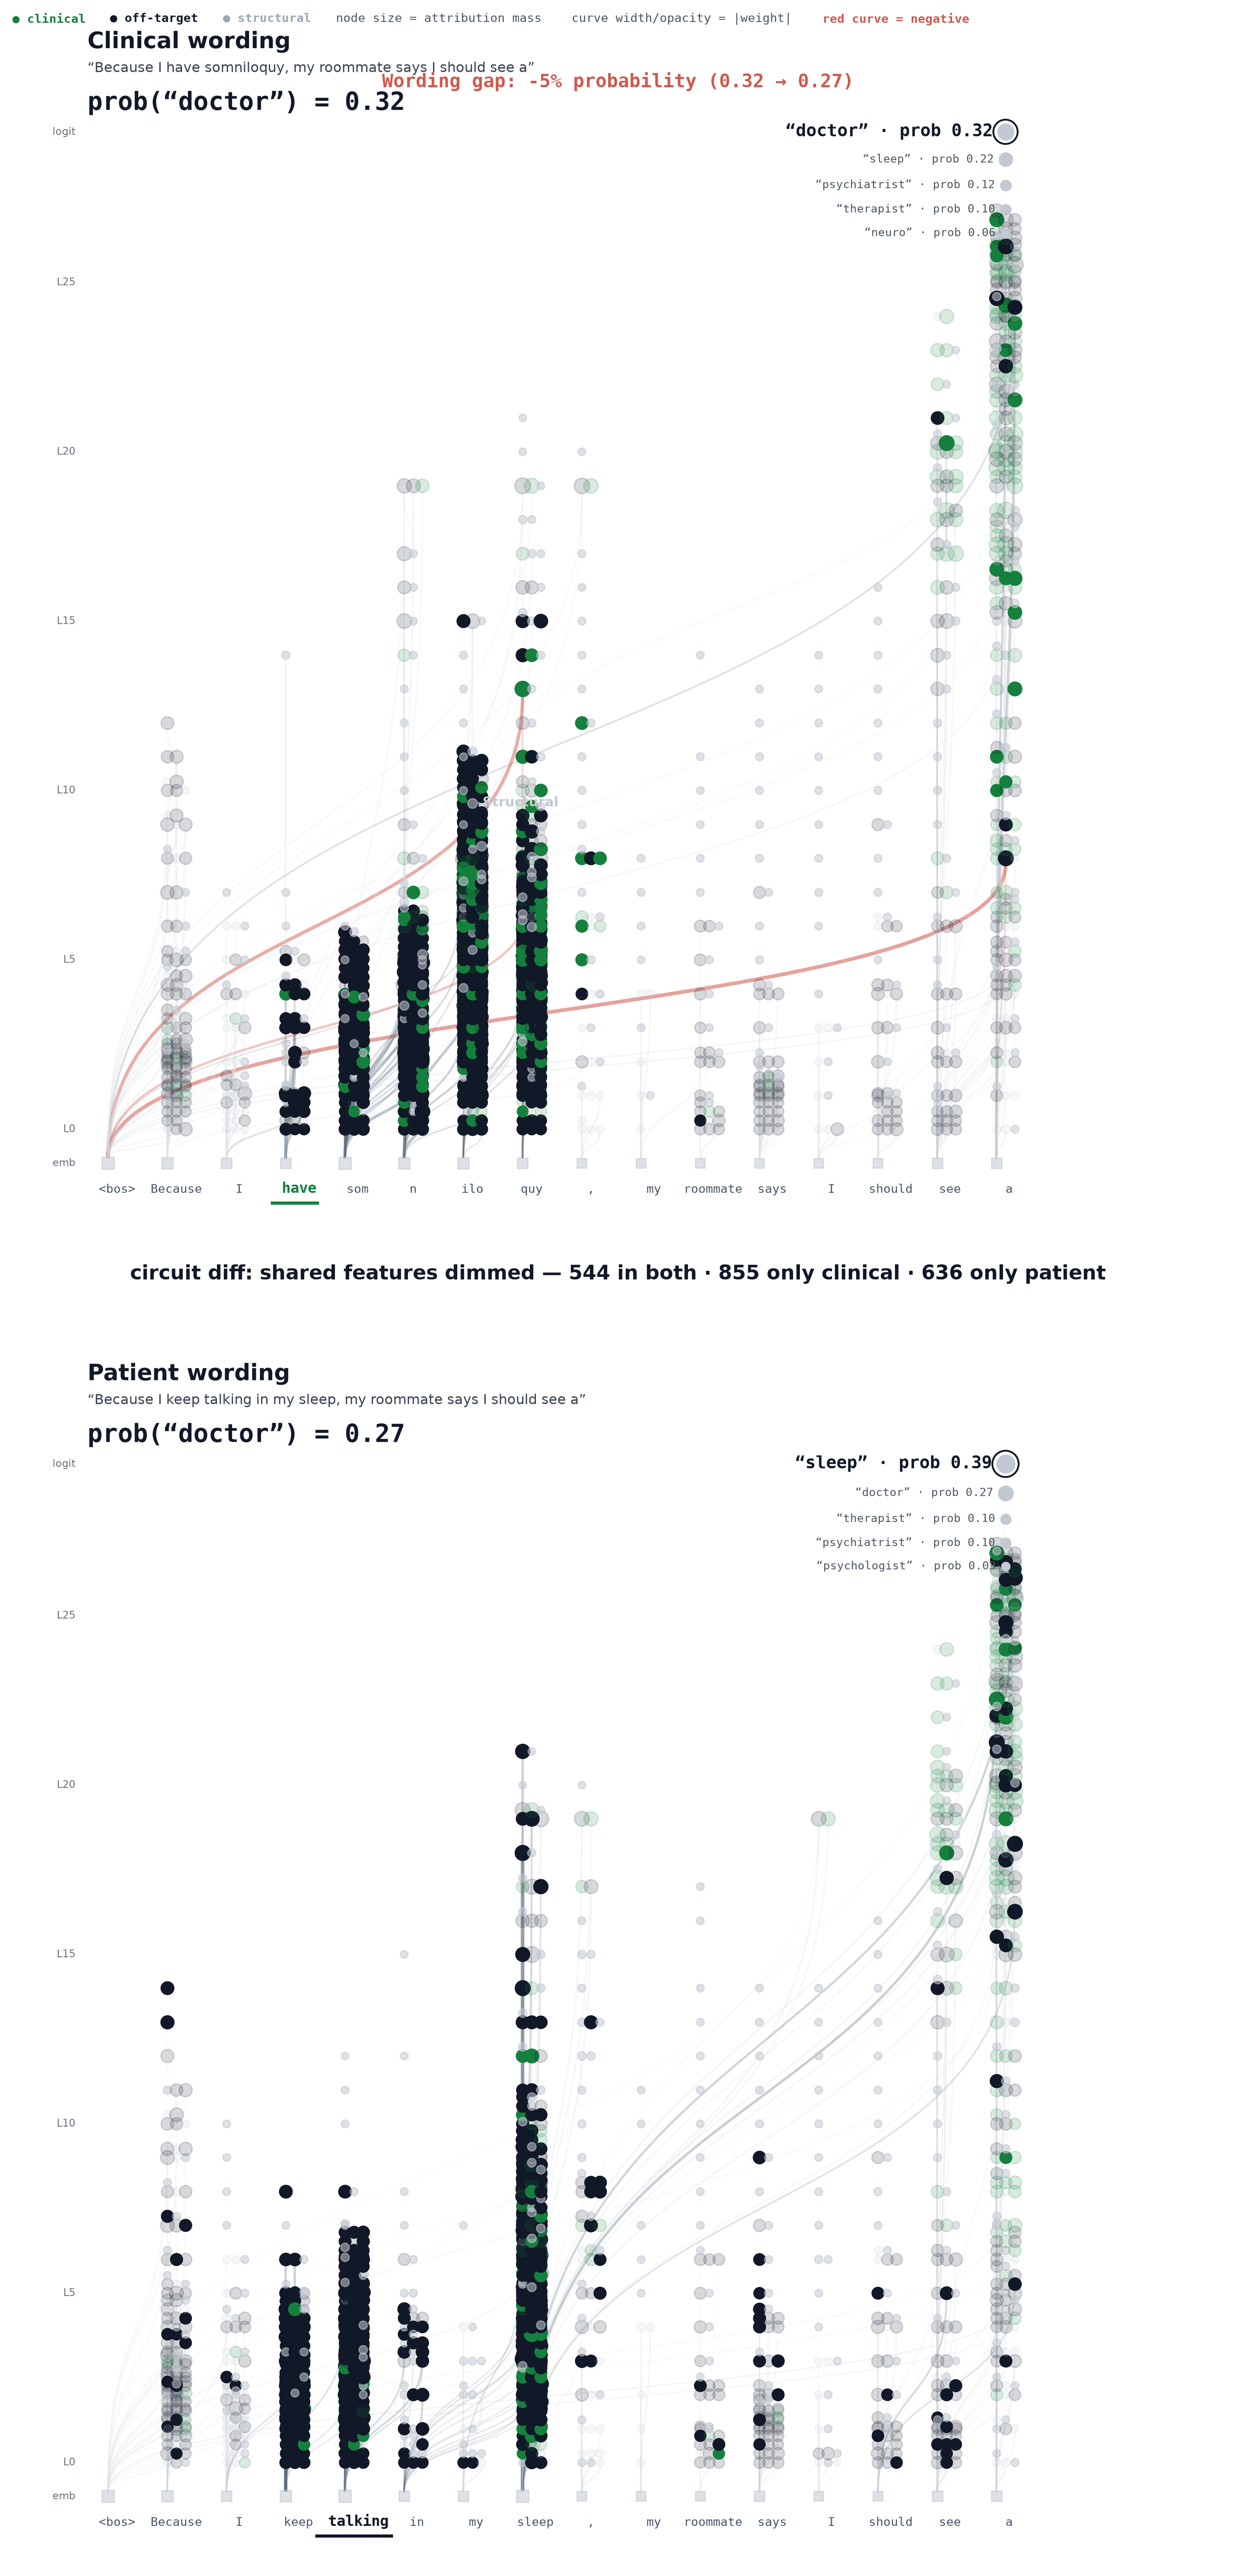 ● clinical ● off-target ● structural node size = attribution mass curve width/opacity = |weight| red curve = negative
Clinical wording
“Because I have somniloquy, my roommate says I should see a”
Wording gap: -5% probability (0.32 → 0.27)
prob(“doctor”) = 0.32
logit
“doctor” · prob 0.32
“sleep” · prob 0.22
“psychiatrist” · prob 0.12
“therapist” · prob 0.10
“neuro” · prob 0.06
L25
L20
L15
L10
Structural
L5
L0
emb
<bos> Because I have som n ilo quy , my roommate says I should see a
circuit diff: shared features dimmed — 544 in both · 855 only clinical · 636 only patient
Patient wording
“Because I keep talking in my sleep, my roommate says I should see a”
prob(“doctor”) = 0.27
logit
“sleep” · prob 0.39
“doctor” · prob 0.27
“therapist” · prob 0.10
“psychiatrist” · prob 0.10
“psychologist” · prob
L25
L20
L15
L10
L5
L0
emb
<bos> Because I keep talking in my sleep , my roommate says I should see a